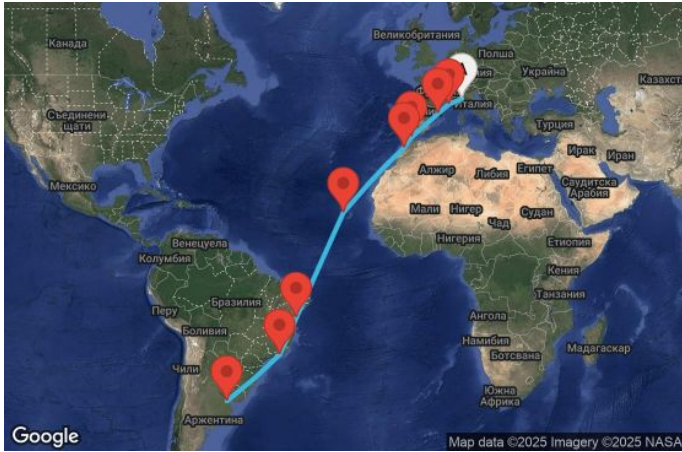 Великобритания
Полша
Канада
Украйна
Казахста
Италия
Съединени
щати
Турция
Ирак
Иран
Алжир
Либия
Египет
Мексико
Саудитска
Арабия
Мали
Нигер
Судан
Чад
Венецуела
Нигерия
Етиопия
Колумбия
Кения
Бразилия
Танзания
Перу
Ангола
Боливия
Намибия
Мадагаскар
Ботсвана
Чили
Южна
Африка
Аржентина
Google
Map data ©2025 Imagery ©2025 NASA